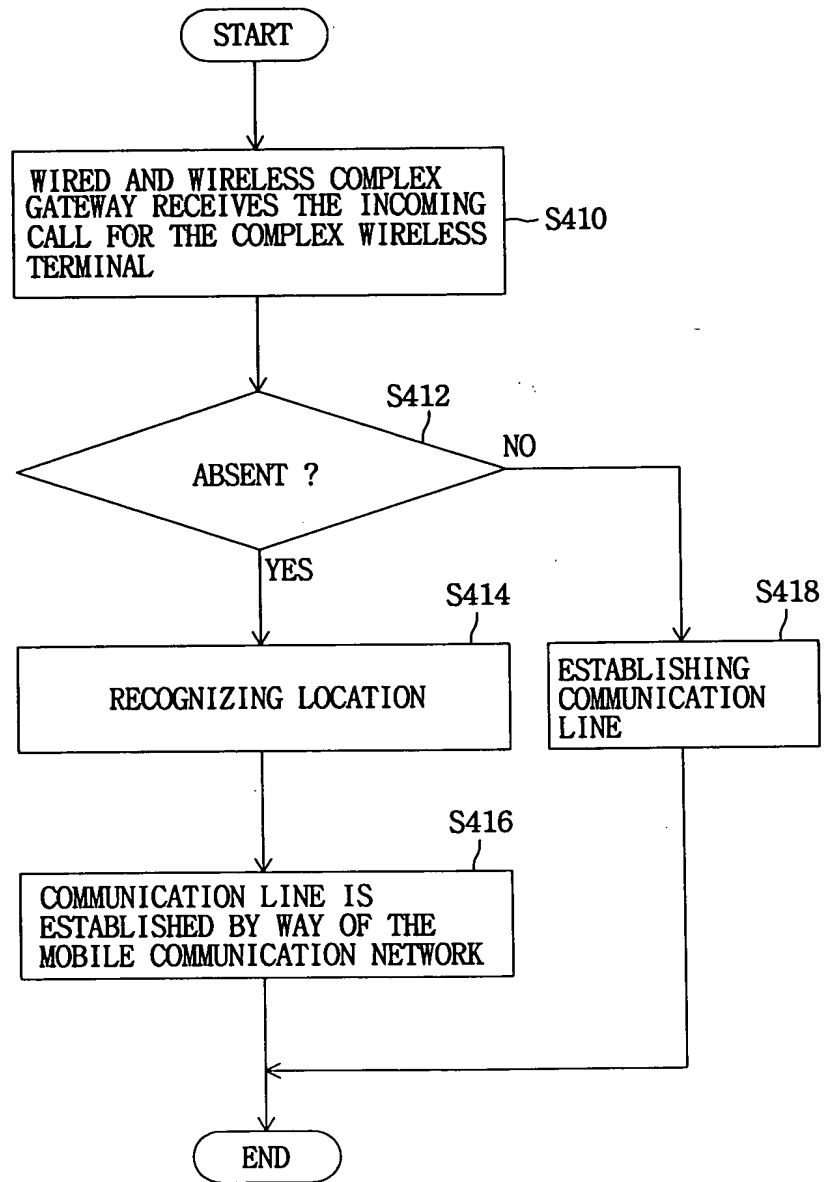 START
WIRED AND WIRELESS COMPLEX
GATEWAY RECEIVES THE INCOMING
CALL FOR THE COMPLEX WIRELESS
TERMINAL
S410
S412
ABSENT ?
NO
YES
S414
RECOGNIZING LOCATION
S418
ESTABLISHING
COMMUNICATION
LINE
S416
COMMUNICATION LINE IS
ESTABLISHED BY WAY OF THE
MOBILE COMMUNICATION NETWORK
END